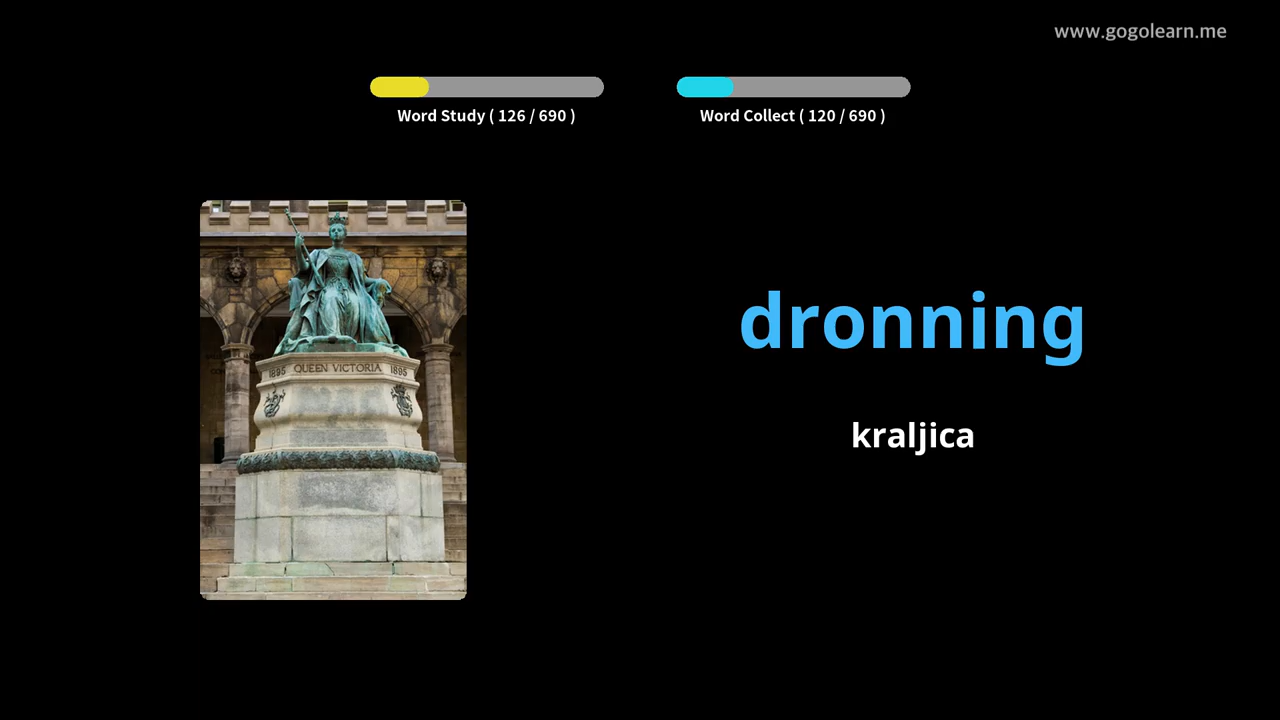 www.gogolearn.me
Word Study ( 126 / 690 )
Word Collect ( 120 / 690 )
1895 QUEEN VICTORIA 1895
dronning
kraljica